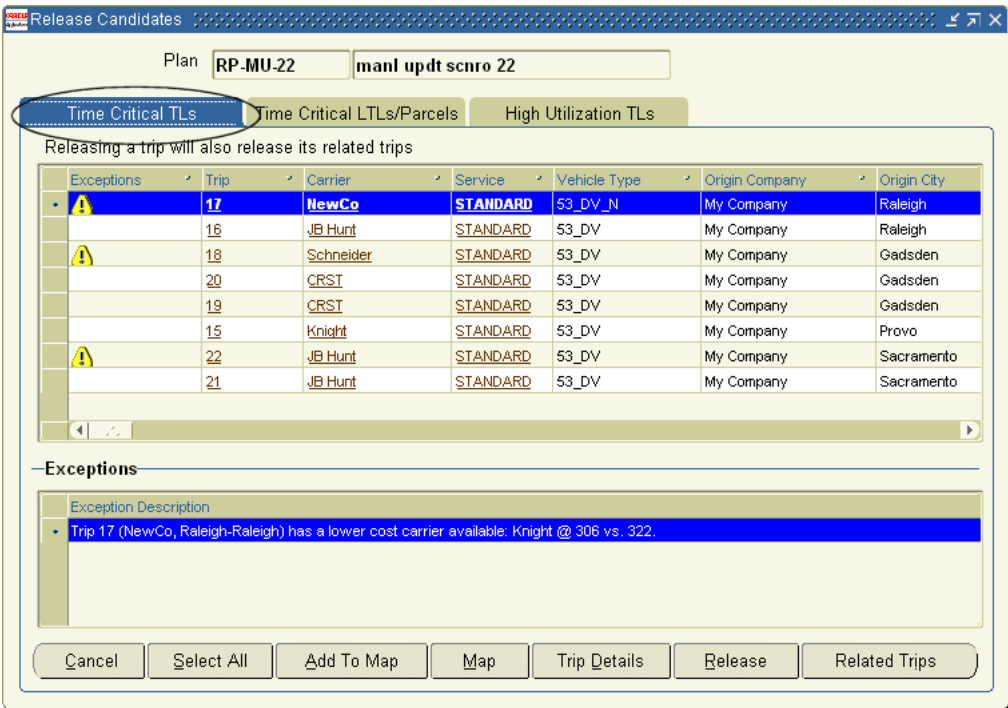 ORACLE Release Candidates
Plan RP-MU-22 manl updt scnro 22
Time Critical TLs Time Critical LTLs/Parcels High Utilization TLs
Releasing a trip will also release its related trips
Exceptions Trip Carrier Service Vehicle Type Origin Company Origin City
17 NewCo STANDARD 53_DV_N My Company Raleigh
16 JB Hunt STANDARD 53_DV My Company Raleigh
18 Schneider STANDARD 53_DV My Company Gadsden
20 CRST STANDARD 53_DV My Company Gadsden
19 CRST STANDARD 53_DV My Company Gadsden
15 Knight STANDARD 53_DV My Company Provo
22 JB Hunt STANDARD 53_DV My Company Sacramento
21 JB Hunt STANDARD 53_DV My Company Sacramento
Exceptions
Exception Description
Trip 17 (NewCo, Raleigh-Raleigh) has a lower cost carrier available: Knight @ 306 vs. 322.
Cancel Select All Add To Map Map Trip Details Release Related Trips